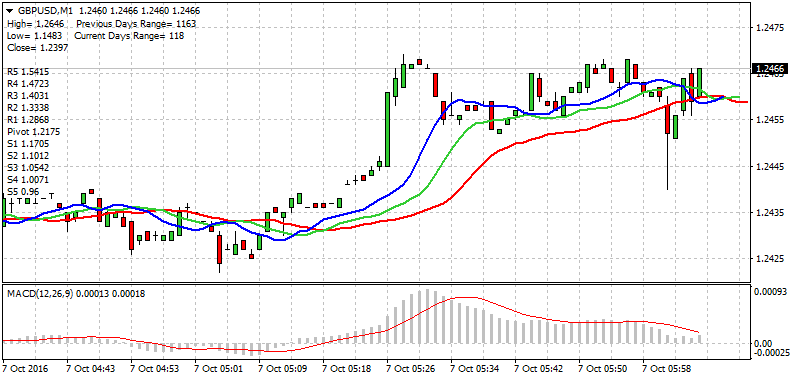 GBPUSD,M1 1.2460 1.2466 1.2460 1.2466
High= 1.2646 Previous Days Range= 1163
Low= 1.1483 Current Days Range= 118
Close= 1.2397
R5 1.5415
R4 1.4723
R3 1.4031
R2 1.3338
R1 1.2868
Pivot 1.2175
S1 1.1705
S2 1.1012
S3 1.0542
S4 1.0071
S5 0.96
1.2475
1.2466
1.2465
1.2455
1.2445
1.2435
1.2425
MACD(12,26,9) 0.00013 0.00018
0.00093
0.00
-0.00025
7 Oct 2016
7 Oct 04:43
7 Oct 04:53
7 Oct 05:01
7 Oct 05:09
7 Oct 05:18
7 Oct 05:26
7 Oct 05:34
7 Oct 05:42
7 Oct 05:50
7 Oct 05:58